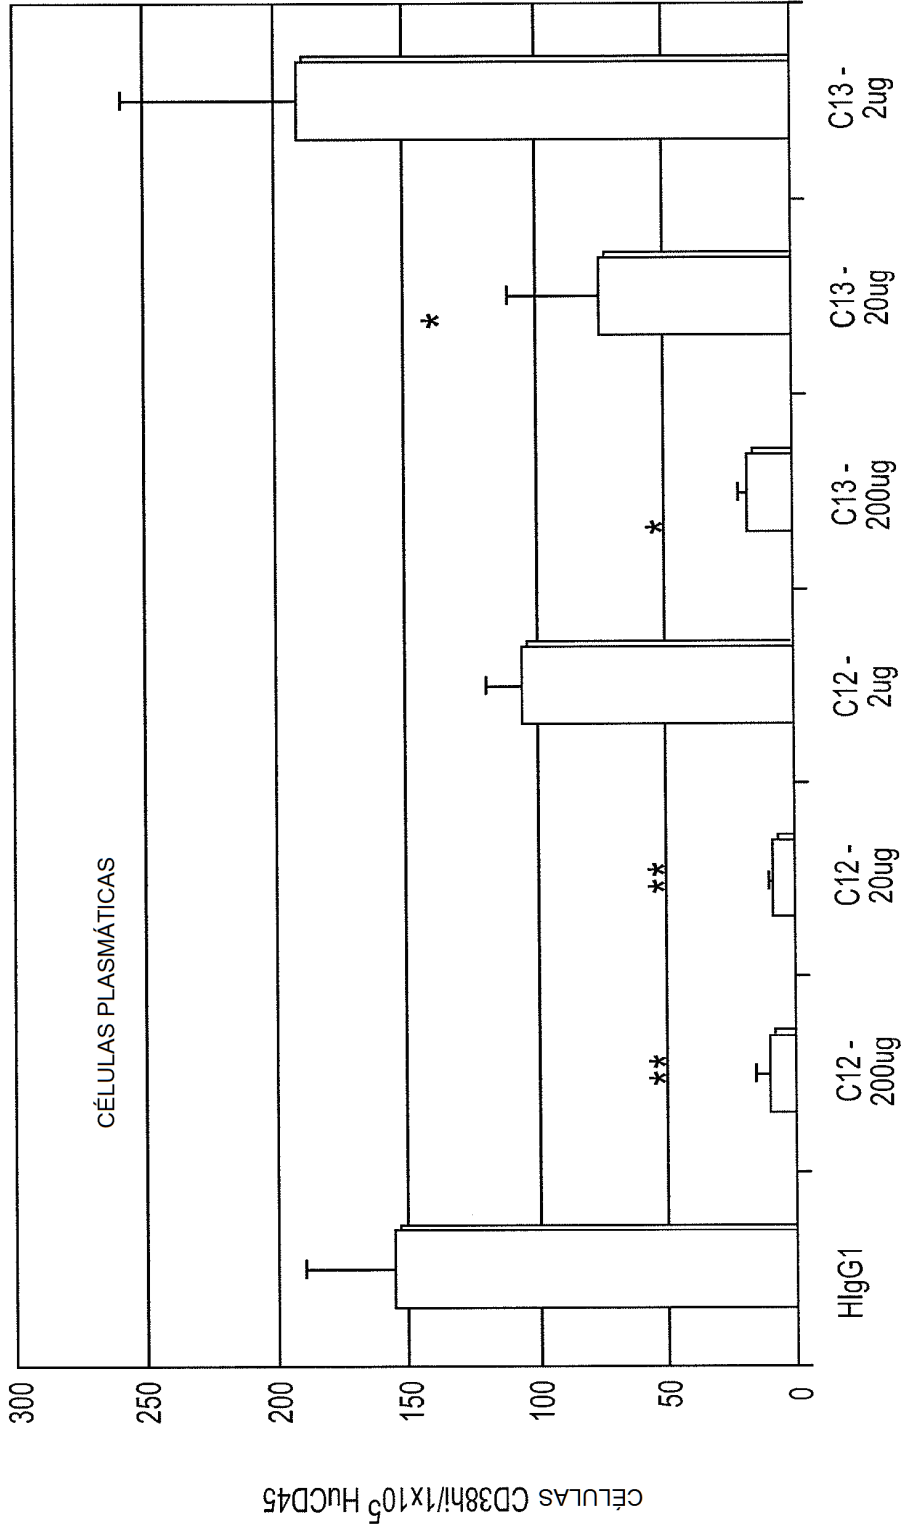 CÉLULAS PLASMÁTICAS
CÉLULAS CD38hi/1x10⁵ HuCD45
300
250
200
150
100
50
0
**
**
*
*
HIgG1
C12 -
200ug
C12 -
20ug
C12 -
2ug
C13 -
200ug
C13 -
20ug
C13 -
2ug